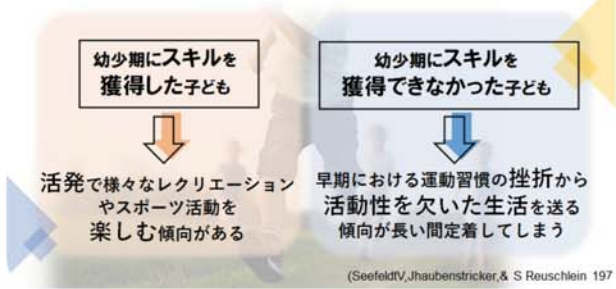 幼少期にスキルを
獲得した子ども
活発で様々なレクリエーション
やスポーツ活動を
楽しむ傾向がある
幼少期にスキルを
獲得できなかった子ども
早期における運動習慣の挫折から
活動性を欠いた生活を送る
傾向が長い間定着してしまう
(SeefeldtV,Jhaubenstricker,& S Reuschlein 197